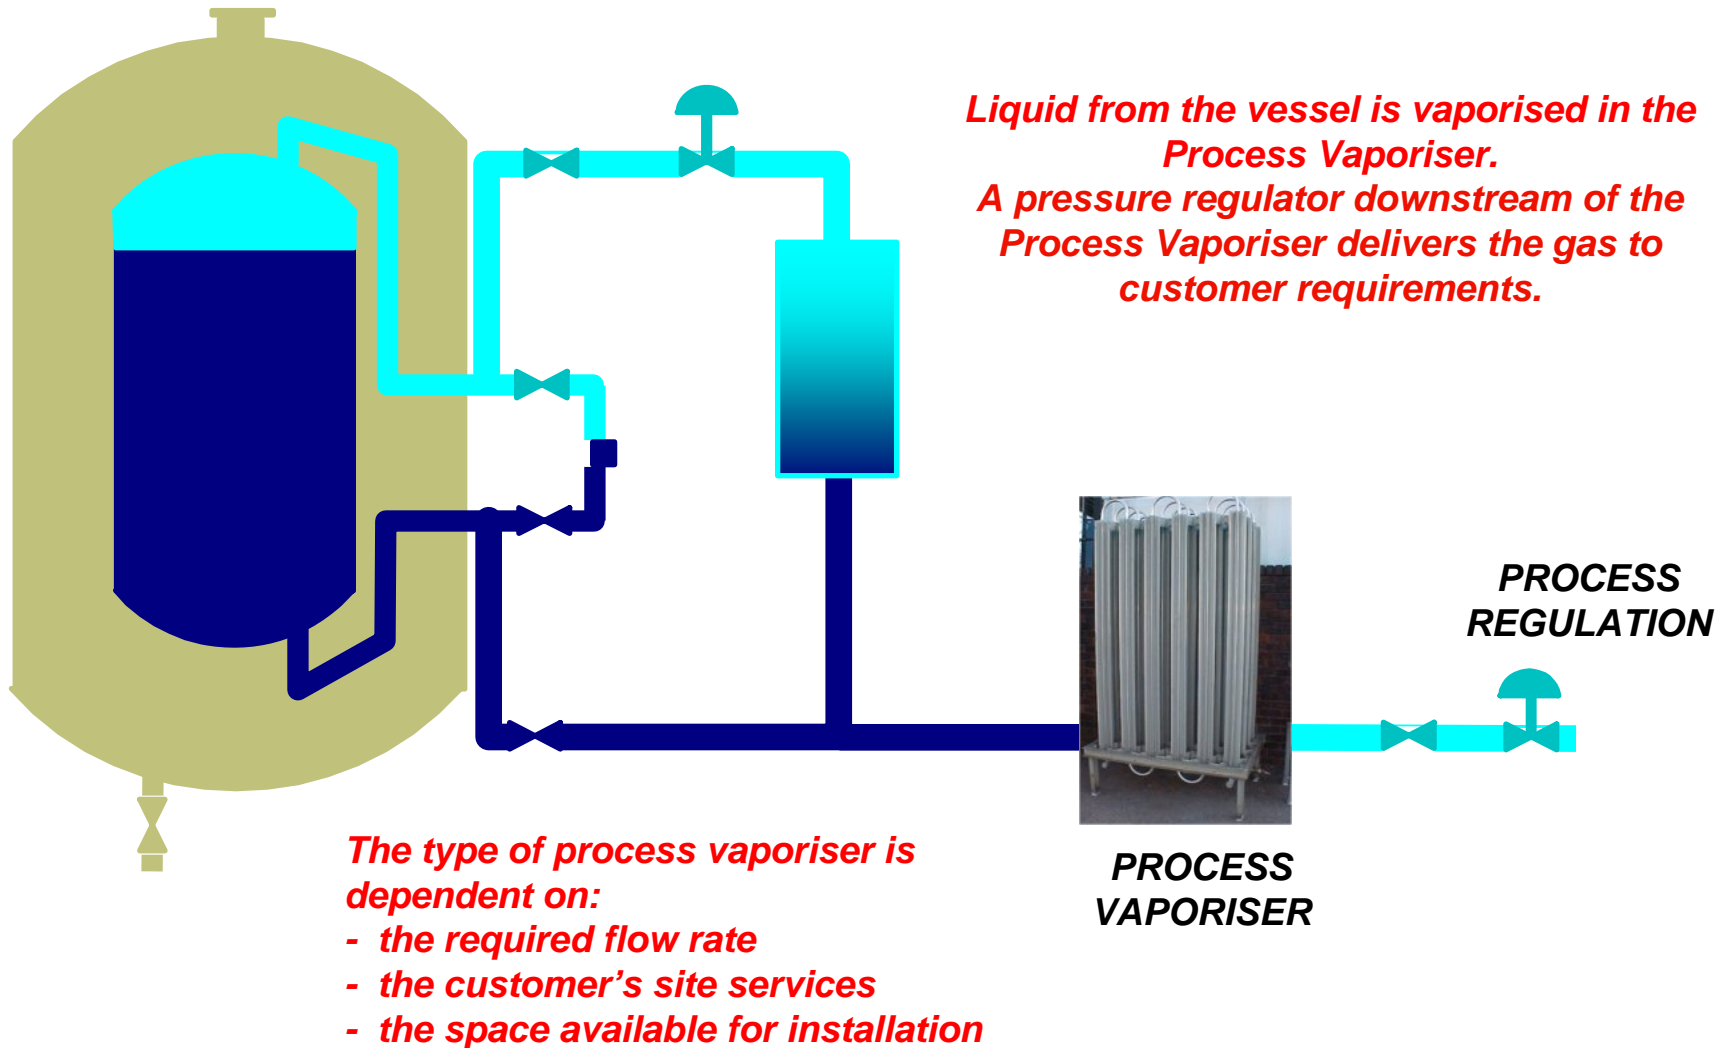 Liquid from the vessel is vaporised in the
Process Vaporiser.
A pressure regulator downstream of the
Process Vaporiser delivers the gas to
customer requirements.
PROCESS
REGULATION
PROCESS
VAPORISER
The type of process vaporiser is
dependent on:
- the required flow rate
- the customer’s site services
- the space available for installation